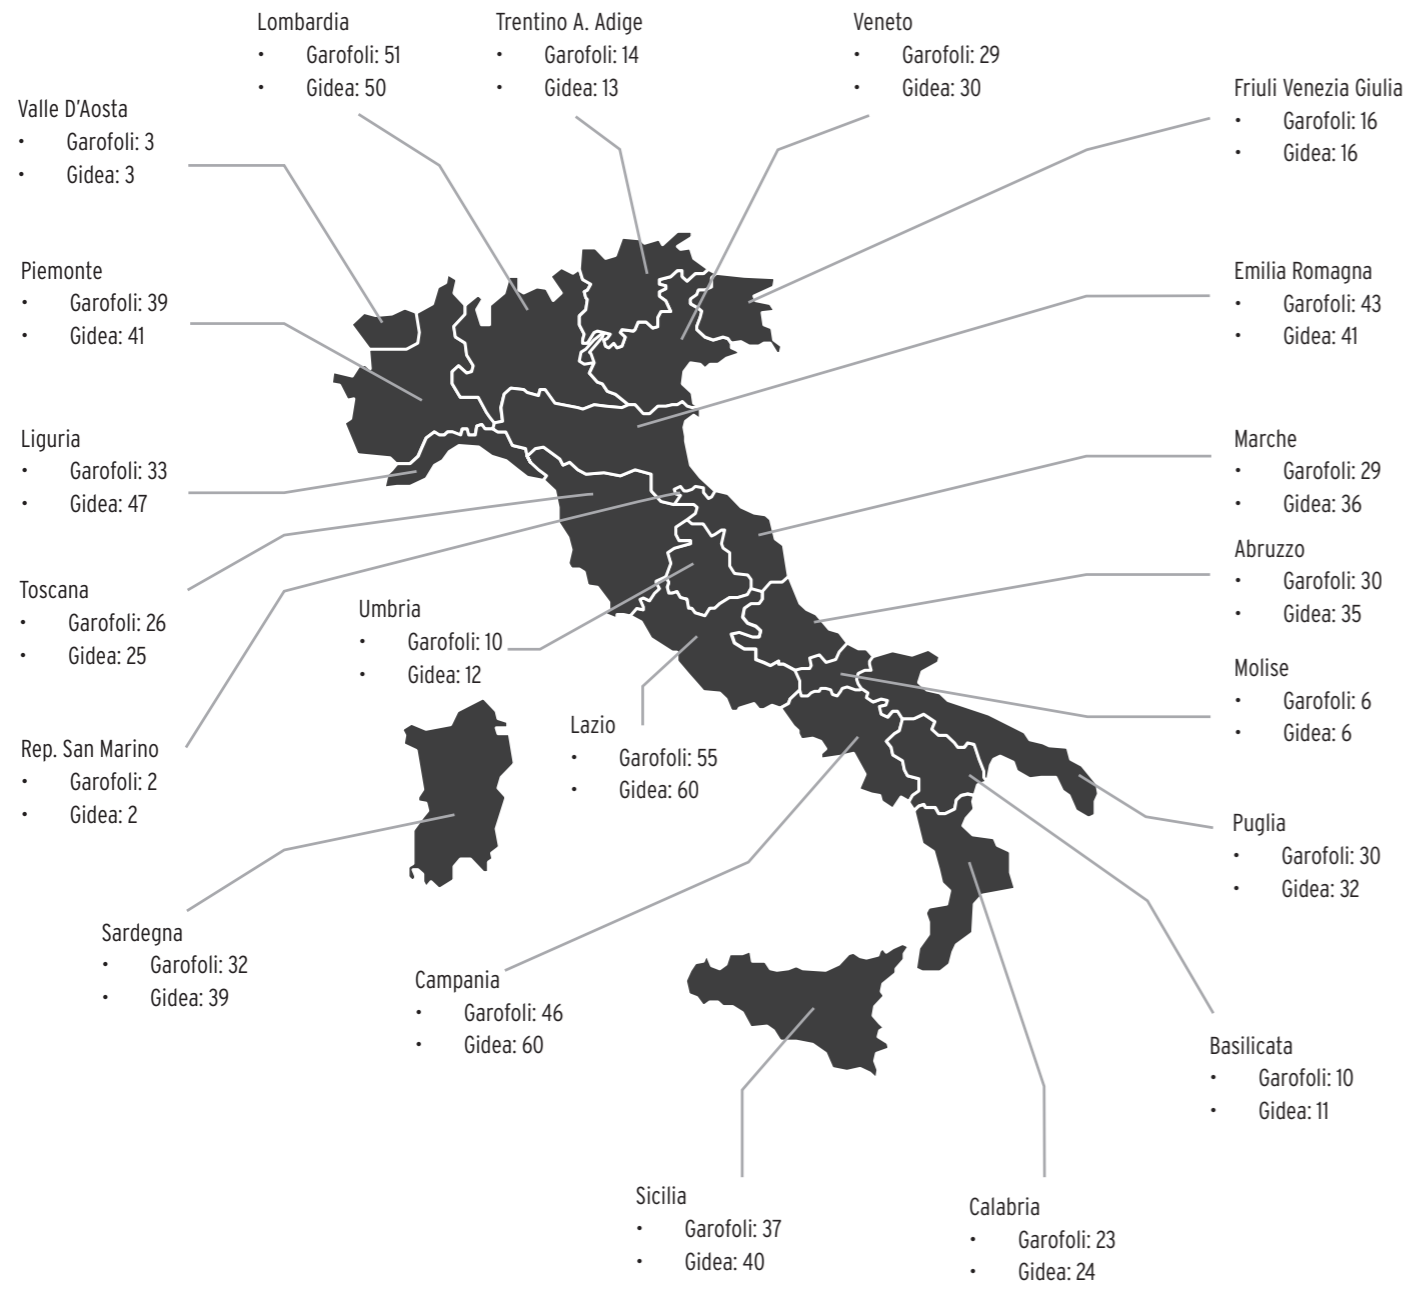 Lombardia
• Garofoli: 51
• Gidea: 50
Trentino A. Adige
• Garofoli: 14
• Gidea: 13
Veneto
• Garofoli: 29
• Gidea: 30
Friuli Venezia Giulia
• Garofoli: 16
• Gidea: 16
Valle D'Aosta
• Garofoli: 3
• Gidea: 3
Piemonte
• Garofoli: 39
• Gidea: 41
Emilia Romagna
• Garofoli: 43
• Gidea: 41
Liguria
• Garofoli: 33
• Gidea: 47
Marche
• Garofoli: 29
• Gidea: 36
Abruzzo
• Garofoli: 30
• Gidea: 35
Toscana
• Garofoli: 26
• Gidea: 25
Umbria
• Garofoli: 10
• Gidea: 12
Molise
• Garofoli: 6
• Gidea: 6
Lazio
• Garofoli: 55
• Gidea: 60
Rep. San Marino
• Garofoli: 2
• Gidea: 2
Puglia
• Garofoli: 30
• Gidea: 32
Sardegna
• Garofoli: 32
• Gidea: 39
Campania
• Garofoli: 46
• Gidea: 60
Basilicata
• Garofoli: 10
• Gidea: 11
Sicilia
• Garofoli: 37
• Gidea: 40
Calabria
• Garofoli: 23
• Gidea: 24